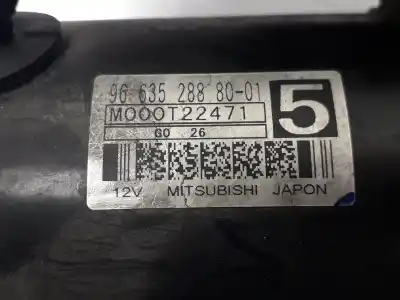 96 635 288 80-01
M000T22471
5
G0 26
12V MITSUBISHI JAPON